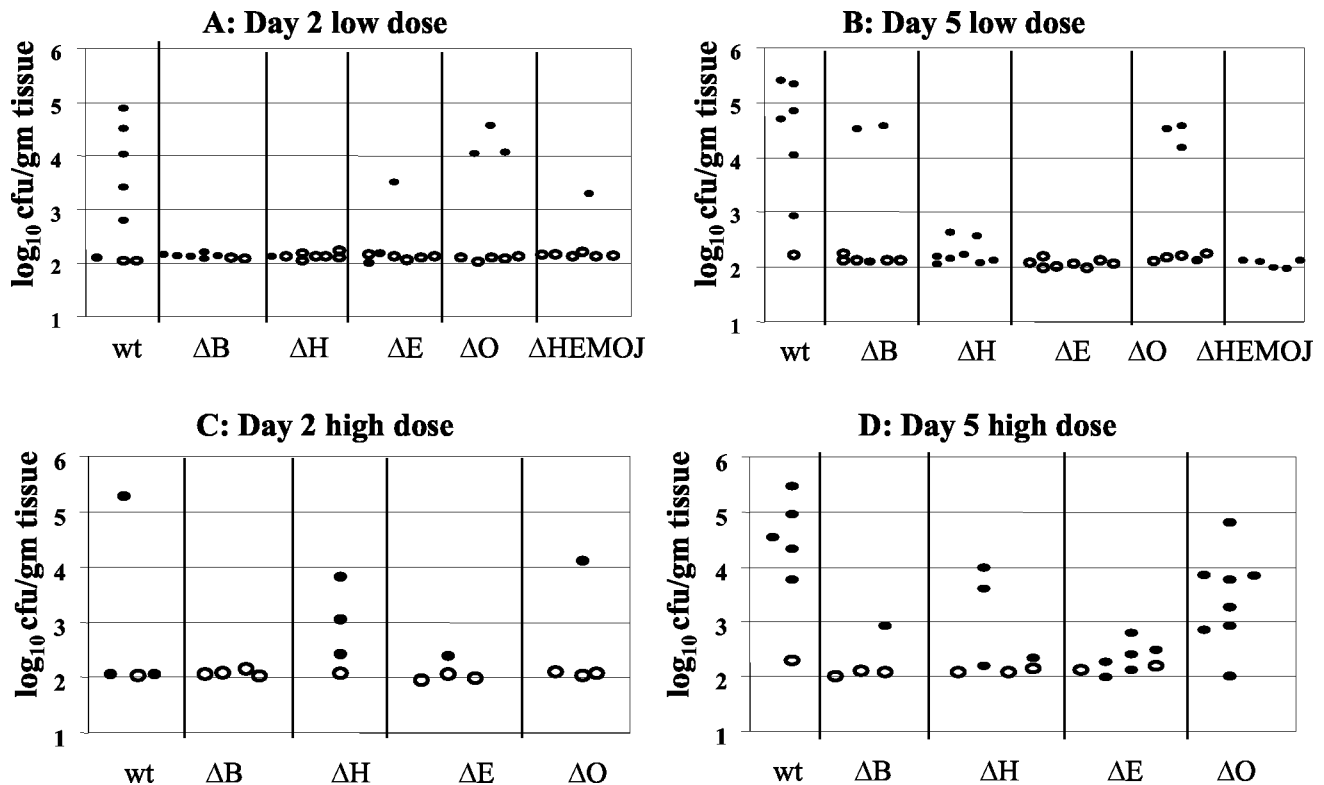 A: Day 2 low dose
log10 cfu/gm tissue
6
5
4
3
2
1
wt ΔB ΔH ΔE ΔO ΔHEMOJ
B: Day 5 low dose
log10 cfu/gm tissue
6
5
4
3
2
1
wt ΔB ΔH ΔE ΔO ΔHEMOJ
C: Day 2 high dose
log10 cfu/gm tissue
6
5
4
3
2
1
wt ΔB ΔH ΔE ΔO
D: Day 5 high dose
log10 cfu/gm tissue
6
5
4
3
2
1
wt ΔB ΔH ΔE ΔO